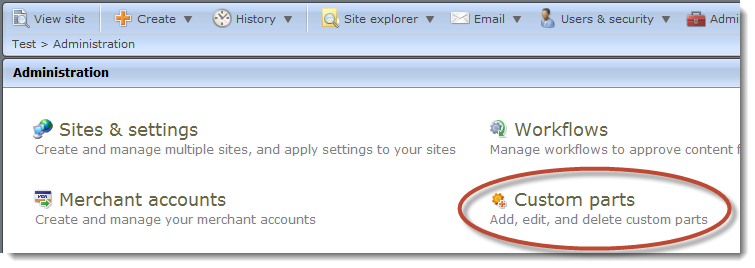 View site Create History Site explorer Email Users & security Admi
Test > Administration
Administration
Sites & settings
Create and manage multiple sites, and apply settings to your sites
Workflows
Manage workflows to approve content f
Merchant accounts
Create and manage your merchant accounts
Custom parts
Add, edit, and delete custom parts